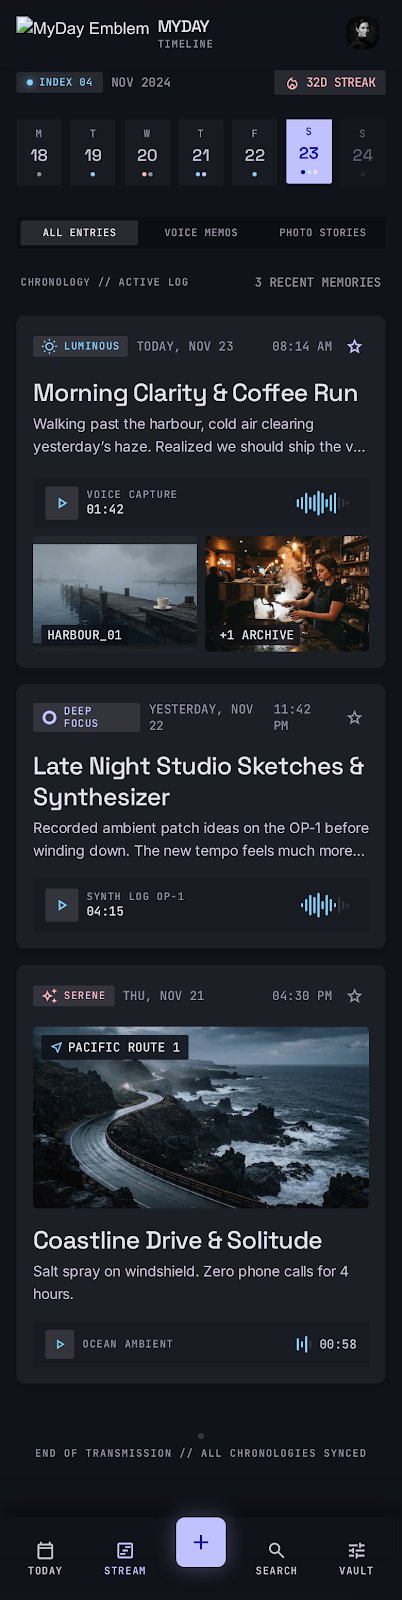 MyDay Emblem
MYDAY
TIMELINE
INDEX 04
NOV 2024
32D STREAK
M
T
W
T
F
S
S
18
19
20
21
22
23
24
ALL ENTRIES
VOICE MEMOS
PHOTO STORIES
CHRONOLOGY // ACTIVE LOG
3 RECENT MEMORIES
LUMINOUS
TODAY, NOV 23
08:14 AM
Morning Clarity & Coffee Run
Walking past the harbour, cold air clearing
yesterday’s haze. Realized we should ship the v…
VOICE CAPTURE
01:42
HARBOUR_01
+1 ARCHIVE
DEEP
FOCUS
YESTERDAY, NOV
22
11:42
PM
Late Night Studio Sketches &
Synthesizer
Recorded ambient patch ideas on the OP-1 before
winding down. The new tempo feels much more…
SYNTH LOG OP-1
04:15
SERENE
THU, NOV 21
04:30 PM
PACIFIC ROUTE 1
Coastline Drive & Solitude
Salt spray on windshield. Zero phone calls for 4
hours.
OCEAN AMBIENT
00:58
END OF TRANSMISSION // ALL CHRONOLOGIES SYNCED
TODAY
STREAM
+
SEARCH
VAULT